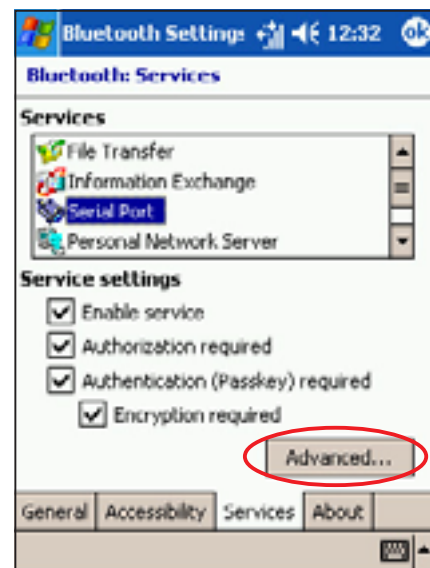 Bluetooth Settings 12:32 ok
Bluetooth: Services
Services
File Transfer
Information Exchange
Serial Port
Personal Network Server
Service settings
Enable service
Authorization required
Authentication (Passkey) required
Encryption required
Advanced...
General Accessibility Services About